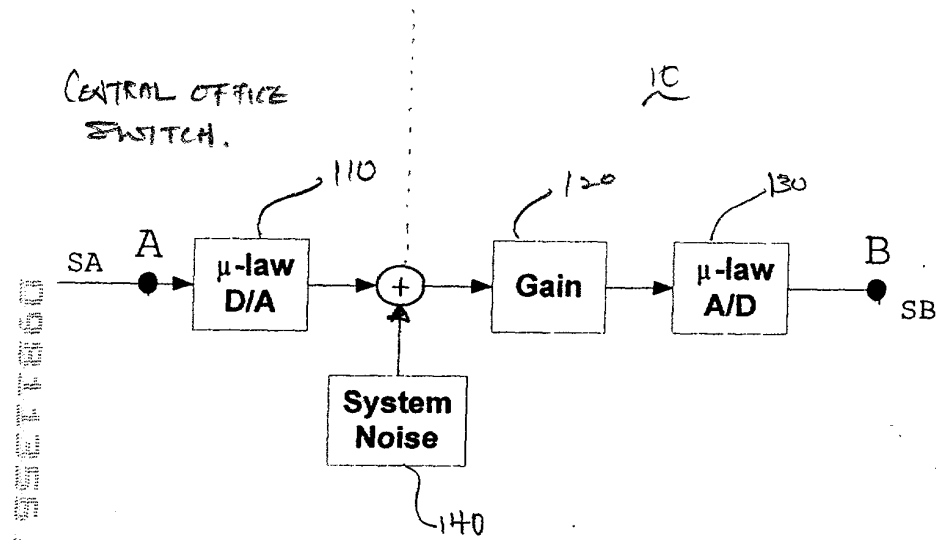 CENTRAL OFFICE
SWITCH.
10
110
120
130
SA
A
μ-law
D/A
+
Gain
μ-law
A/D
B
SB
System
Noise
140